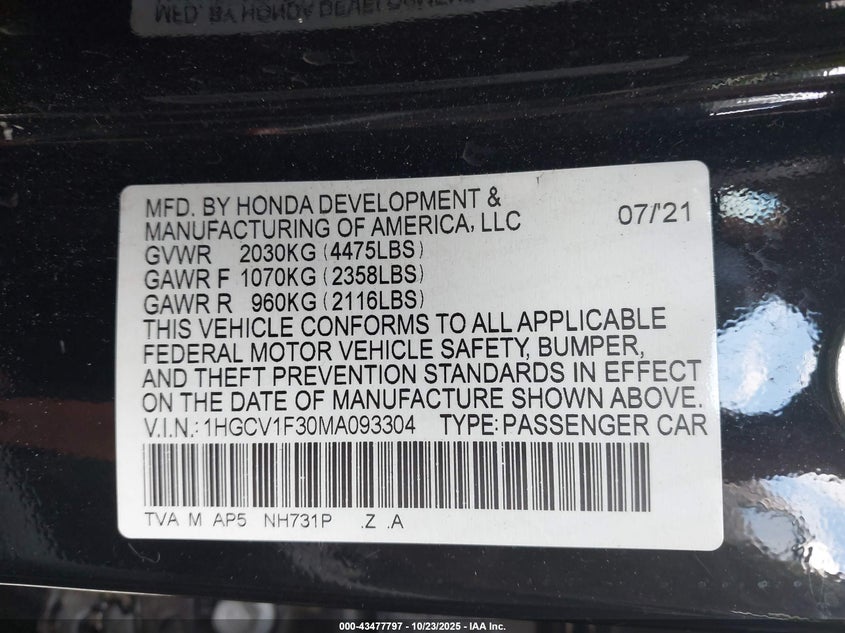 MFD. BY HONDA DEVELOPMENT &
MANUFACTURING OF AMERICA, LLC 07/'21
GVWR 2030KG (4475LBS)
GAWR F 1070KG (2358LBS)
GAWR R 960KG (2116LBS)
THIS VEHICLE CONFORMS TO ALL APPLICABLE
FEDERAL MOTOR VEHICLE SAFETY, BUMPER,
AND THEFT PREVENTION STANDARDS IN EFFECT
ON THE DATE OF MANUFACTURE SHOWN ABOVE.
V.I.N.: 1HGCV1F30MA093304 TYPE: PASSENGER CAR
TVA M AP5 NH731P .Z .A
000-43477797 - 10/23/2025 - IAA Inc.